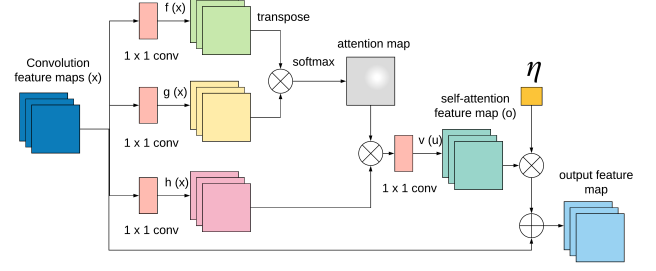 f (x)
transpose
1 x 1 conv
Convolution
feature maps (x)
softmax
attention map
g (x)
1 x 1 conv
η
self-attention
feature map (o)
v (u)
1 x 1 conv
h (x)
1 x 1 conv
output feature
map